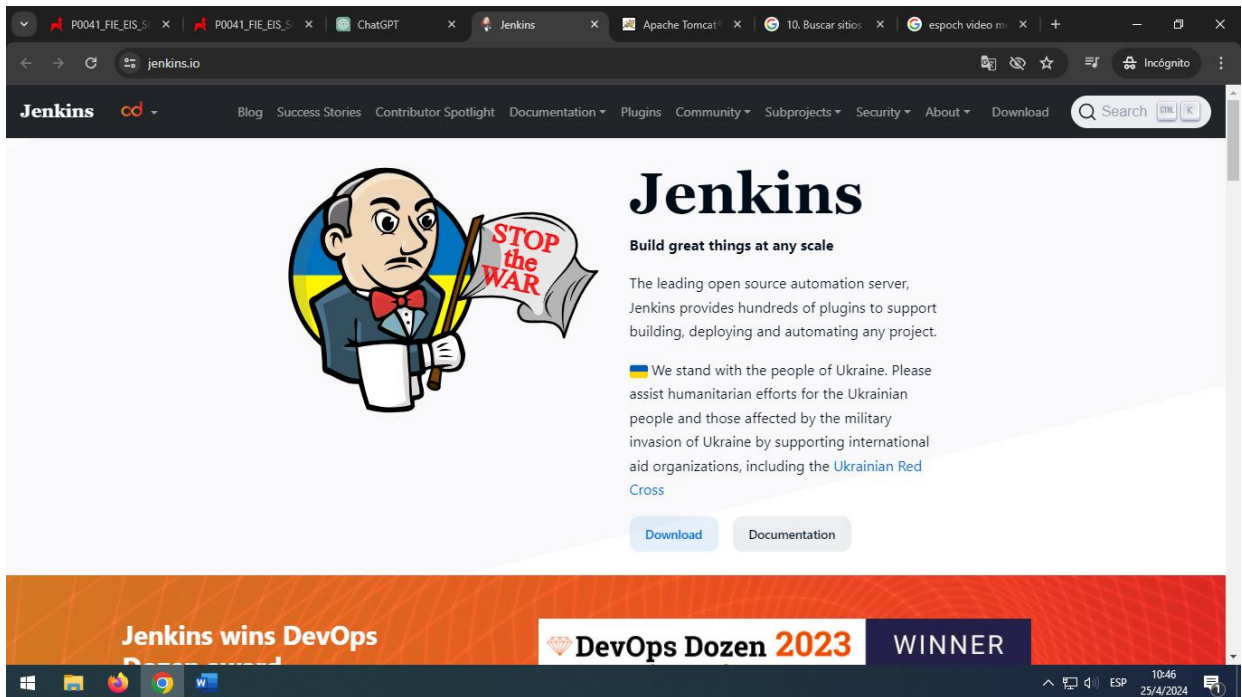 P0041_FIE_EIS_S
P0041_FIE_EIS_S
ChatGPT
Jenkins
Apache Tomcat
10. Buscar sitios
espoch video m
jenkins.io
Incógnito
Jenkins
cd
Blog Success Stories Contributor Spotlight Documentation Plugins Community Subprojects Security About Download
Search CTRL K
STOP
the
WAR
Jenkins
Build great things at any scale
The leading open source automation server,
Jenkins provides hundreds of plugins to support
building, deploying and automating any project.
We stand with the people of Ukraine. Please
assist humanitarian efforts for the Ukrainian
people and those affected by the military
invasion of Ukraine by supporting international
aid organizations, including the Ukrainian Red
Cross
Download
Documentation
Jenkins wins DevOps
Dozen award
DevOps Dozen 2023
WINNER
ESP
10:46
25/4/2024